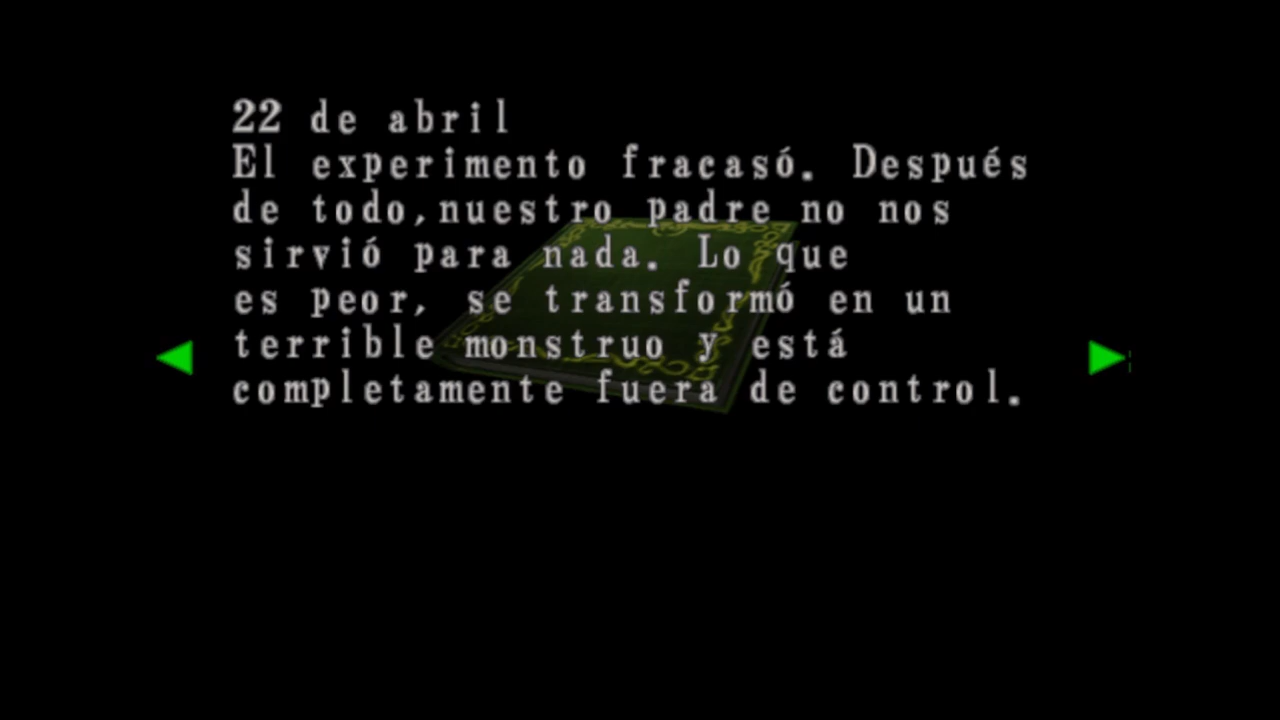 22 de abril
El experimento fracasó. Después
de todo,nuestro padre no nos
sirvió para nada. Lo que
es peor, se transformó en un
terrible monstruo y está
completamente fuera de control.